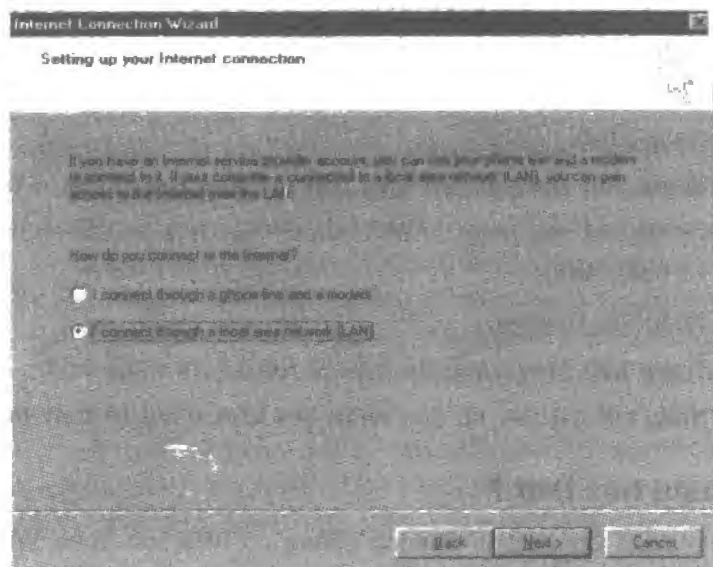 Internet Connection Wizard
Setting up your Internet connection
If you have an Internet service provider account, you can use your phone line and a modem
to connect to it. If your computer is connected to a local area network (LAN), you can gain
access to the Internet over the LAN.
How do you connect to the Internet?
I connect through a phone line and a modem
I connect through a local area network (LAN)
Back
Next >
Cancel